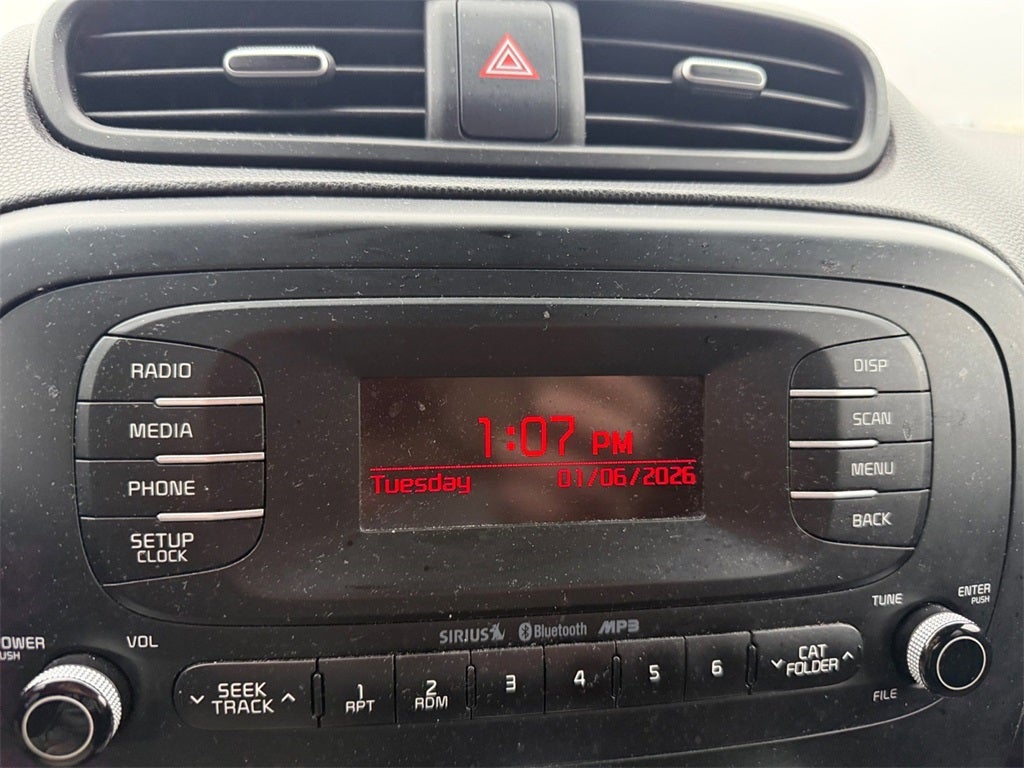 RADIO
MEDIA
PHONE
SETUP
CLOCK
1:07 PM
Tuesday 01/06/2026
DISP
SCAN
MENU
BACK
POWER
PUSH
VOL
SIRIUS Bluetooth MP3
TUNE
ENTER
PUSH
SEEK
TRACK
1
RPT
2
RDM
3
4
5
6
CAT
FOLDER
FILE